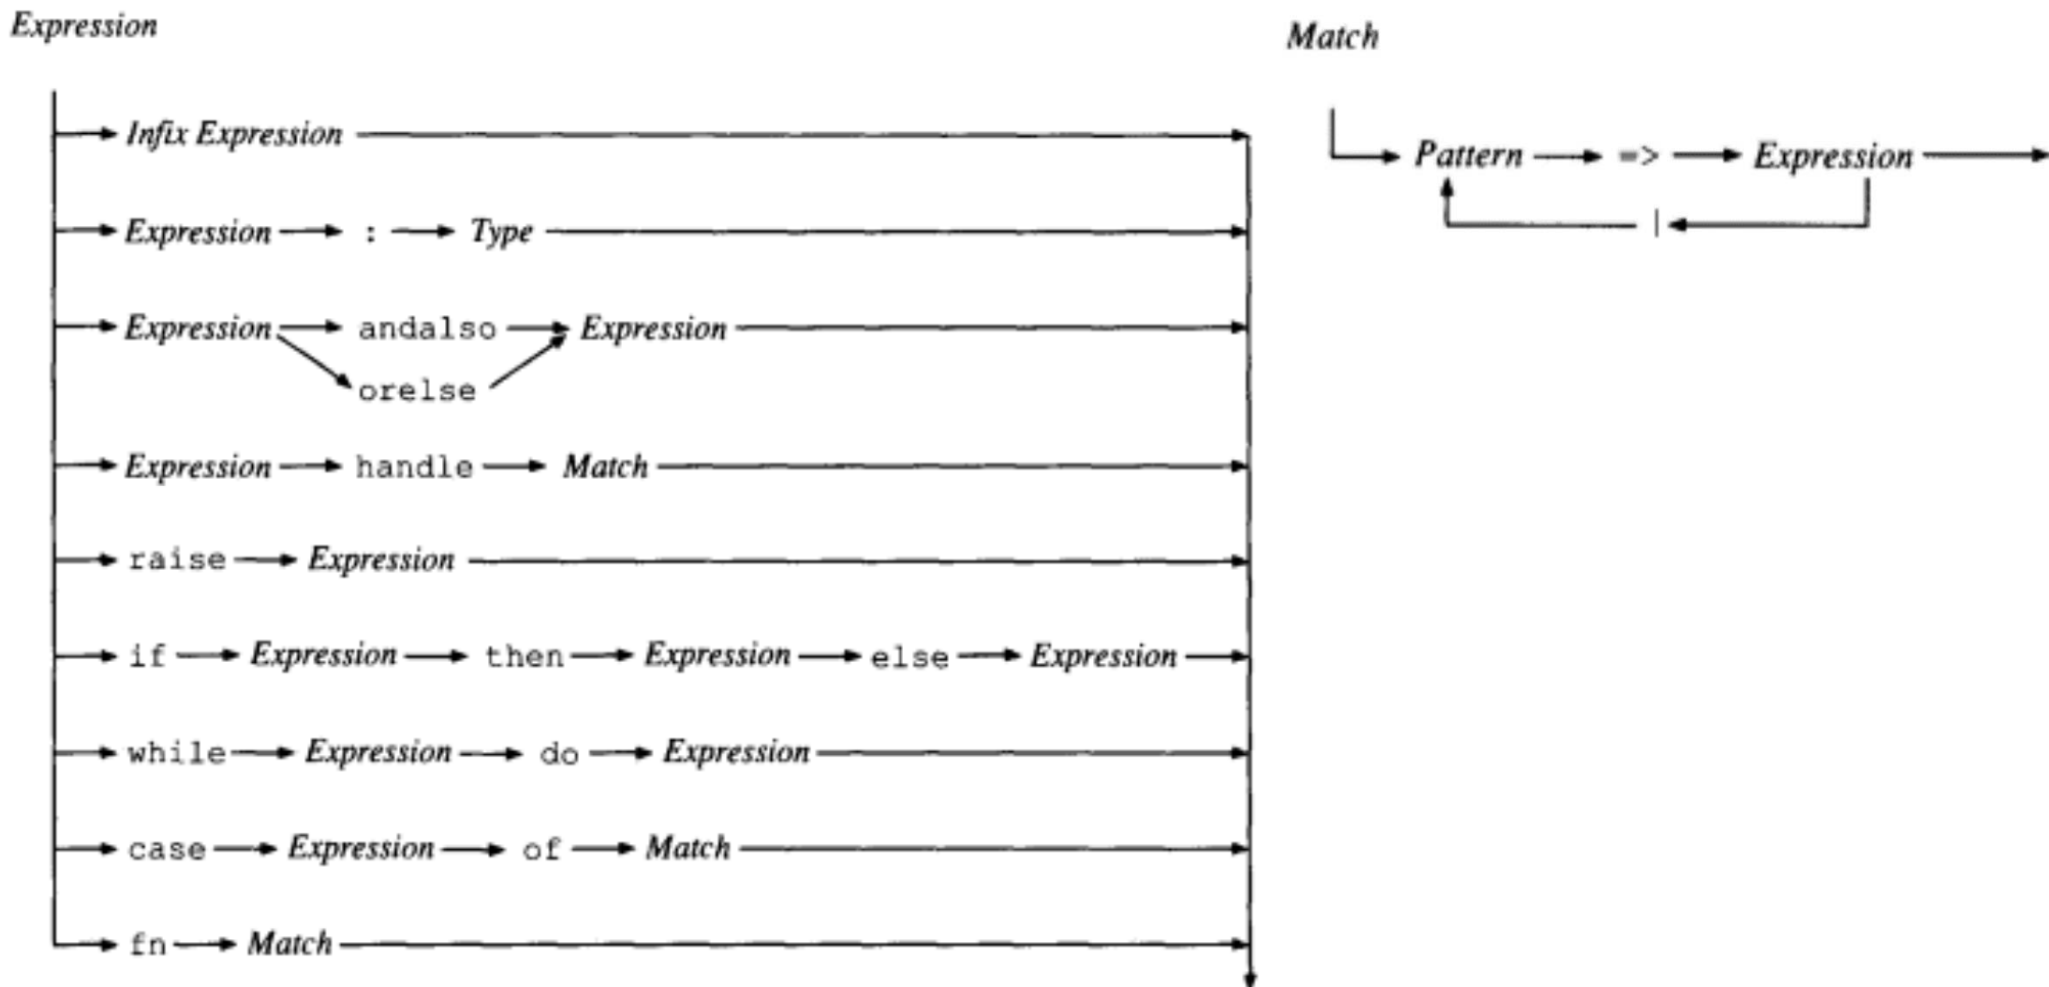 Expression
Infix Expression
Expression : Type
Expression andalso Expression
orelse
Expression handle Match
raise Expression
if Expression then Expression else Expression
while Expression do Expression
case Expression of Match
fn Match
Match
Pattern => Expression
|